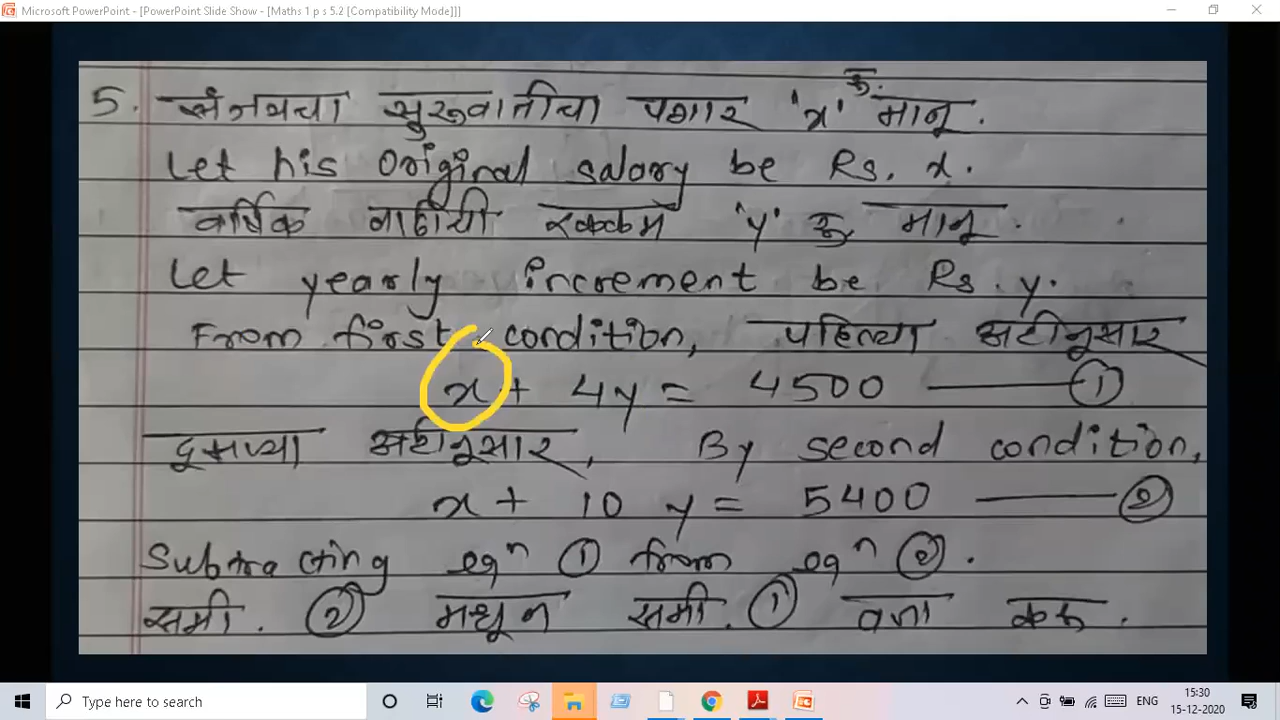 Microsoft PowerPoint - [PowerPoint Slide Show - [Maths 1 p s 5.2 [Compatibility Mode]]]
5. संजयचा सुरूवातीचा पगार 'x' रु. मानू.
Let his original salary be Rs. x.
वार्षिक वाढीची रक्कम 'y' रु मानू.
Let yearly increment be Rs. y.
From first condition, पहिल्या अटीनुसार
x + 4y = 4500 ——— ①
दुसऱ्या अटीनुसार, By second condition,
x + 10 y = 5400 ——— ②
Subtracting eqⁿ ① from eqⁿ ②.
समी. ② मधून समी. ① वजा करू.
Type here to search
ENG
15:30
15-12-2020